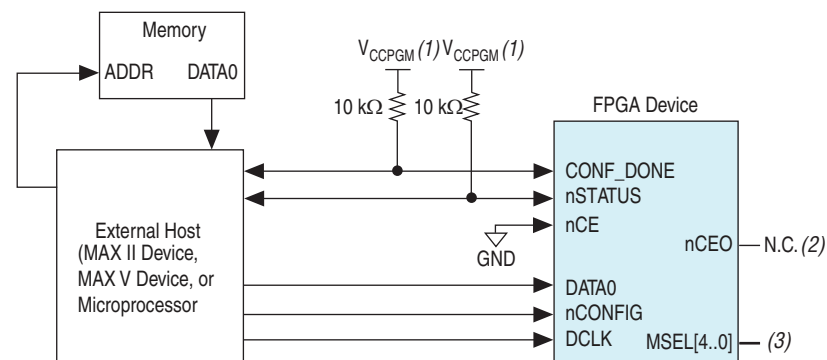 Memory
ADDR DATA0
VCCPGM (1) VCCPGM (1)
10 kΩ 10 kΩ
FPGA Device
CONF_DONE
nSTATUS
nCE
GND
nCEO N.C. (2)
External Host
(MAX II Device,
MAX V Device, or
Microprocessor
DATA0
nCONFIG
DCLK
MSEL[4..0] (3)